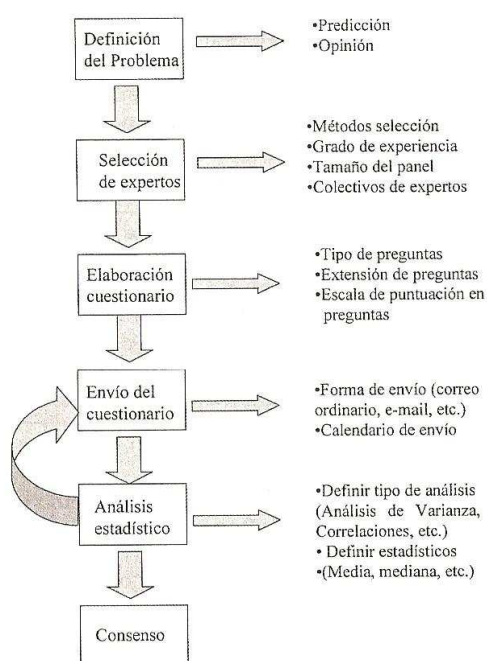 Definición
del Problema
•Predicción
•Opinión
Selección
de expertos
•Métodos selección
•Grado de experiencia
•Tamaño del panel
•Colectivos de expertos
Elaboración
cuestionario
•Tipo de preguntas
•Extensión de preguntas
•Escala de puntuación en
preguntas
Envío del
cuestionario
•Forma de envío (correo
ordinario, e-mail, etc.)
•Calendario de envío
Análisis
estadístico
•Definir tipo de análisis
(Análisis de Varianza,
Correlaciones, etc.)
• Definir estadísticos
•(Media, mediana, etc.)
Consenso